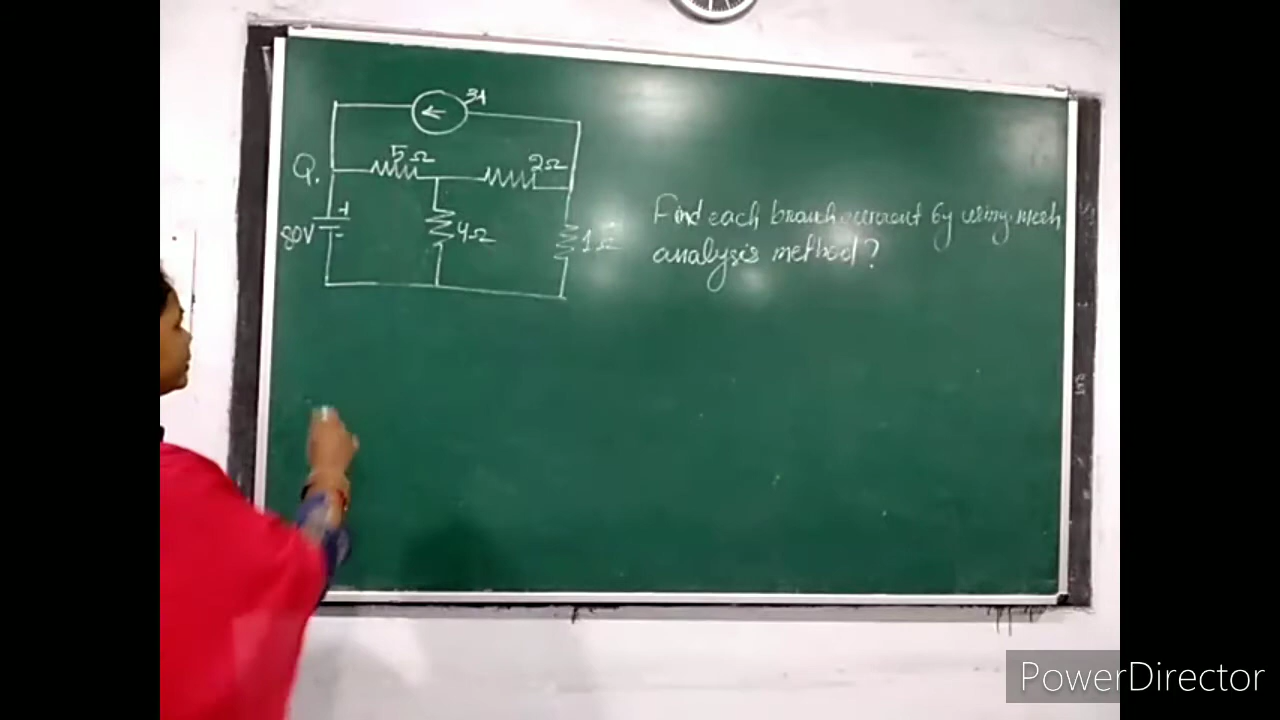 3A
5Ω
2Ω
Q.
80V
+
-
4Ω
1Ω
Find each branch current by using mesh
analysis method?
PowerDirector